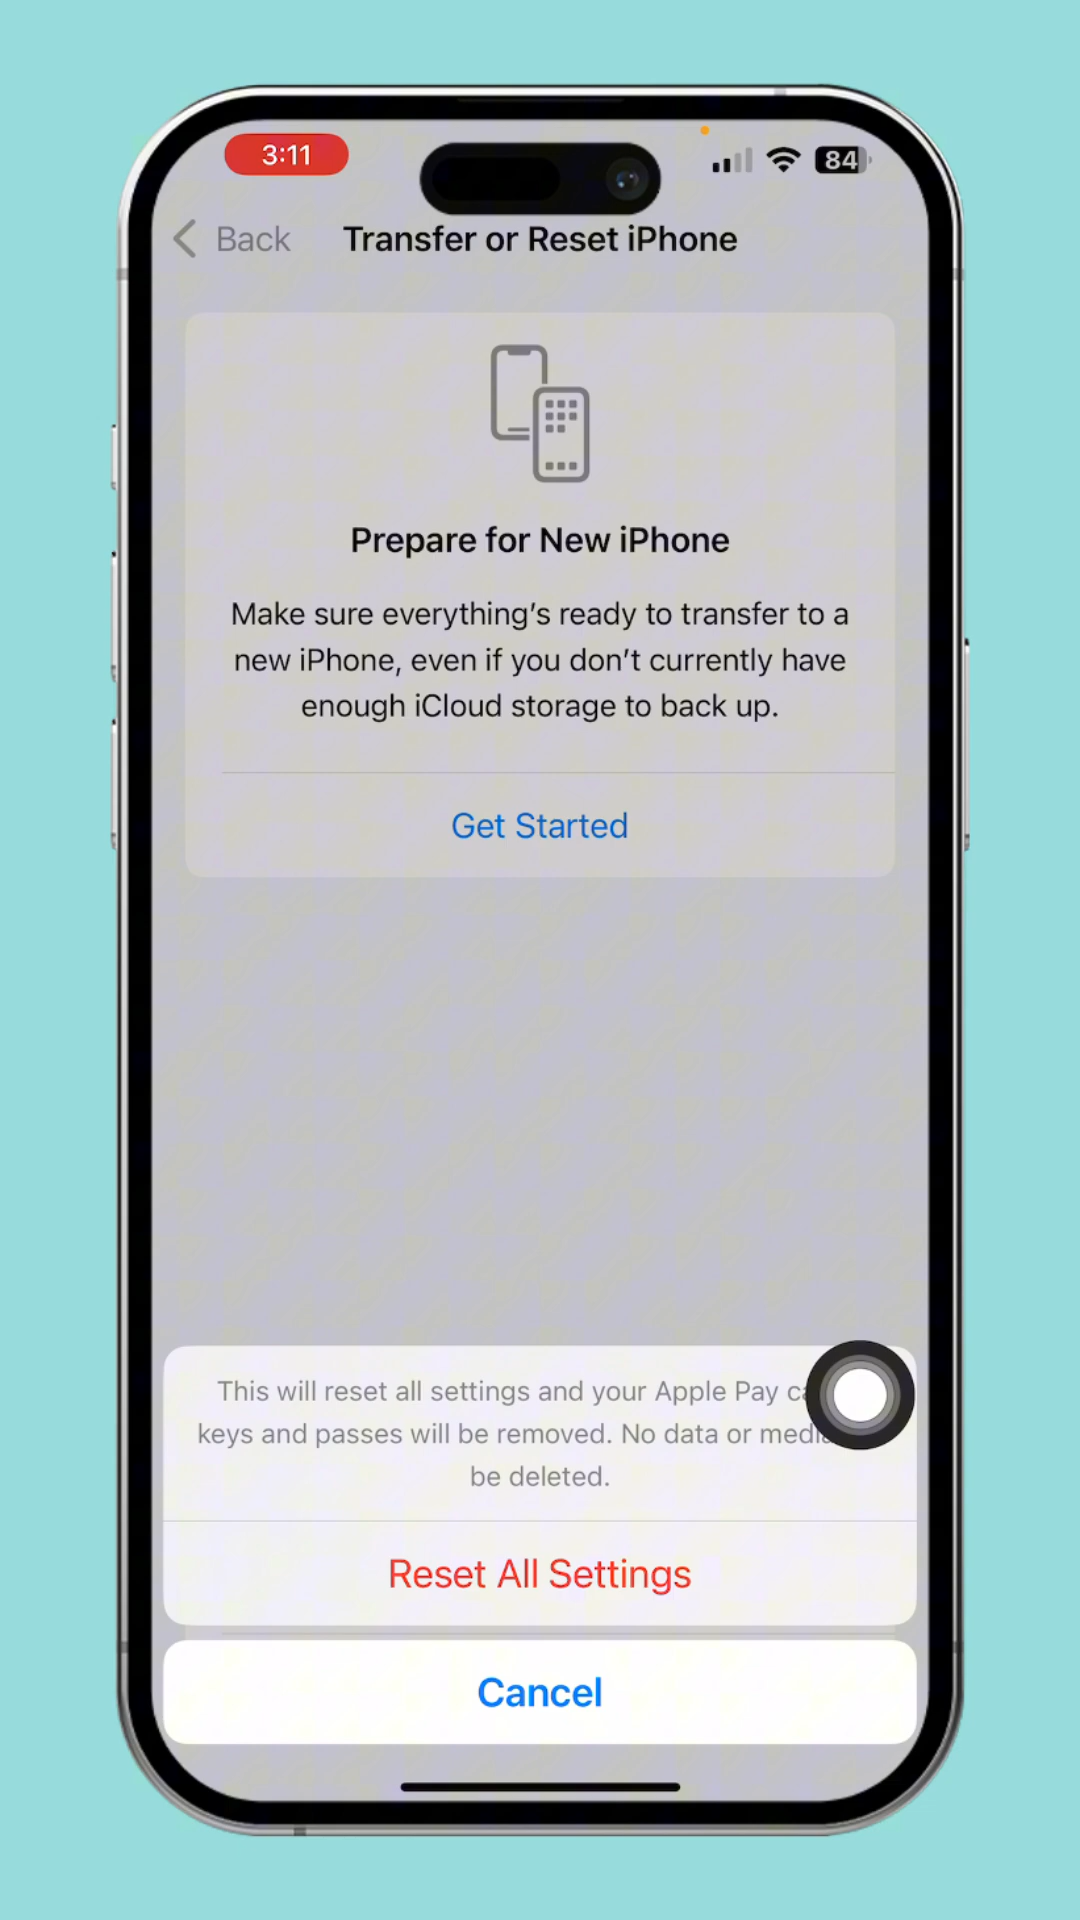 3:11
84
Back
Transfer or Reset iPhone
Prepare for New iPhone
Make sure everything's ready to transfer to a
new iPhone, even if you don't currently have
enough iCloud storage to back up.
Get Started
This will reset all settings and your Apple Pay
keys and passes will be removed. No data or
be deleted.
Reset All Settings
Cancel